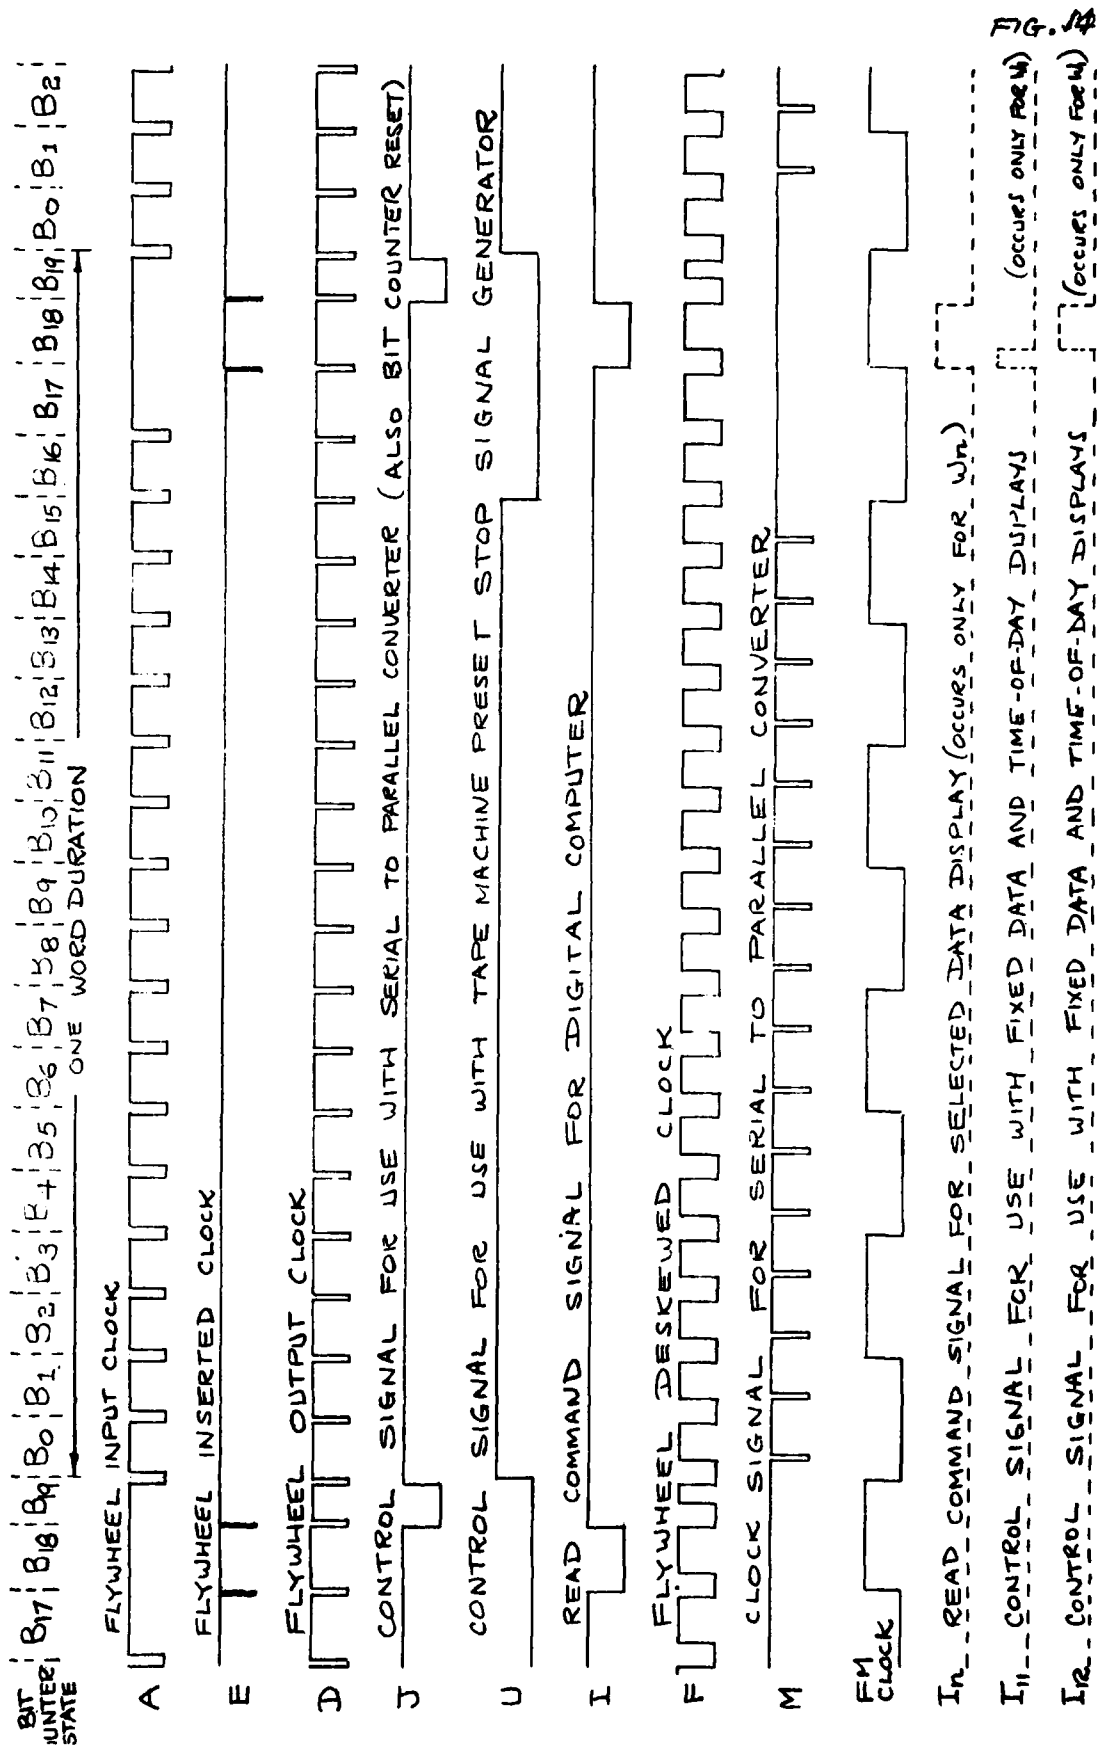 FIG. 14
BIT
OUNTER
STATE
B17 B18 B19 B0 B1 B2 B3 B4 B5 B6 B7 B8 B9 B10 B11 B12 B13 B14 B15 B16 B17 B18 B19 B0 B1 B2
ONE WORD DURATION
A FLYWHEEL INPUT CLOCK
E FLYWHEEL INSERTED CLOCK
D FLYWHEEL OUTPUT CLOCK
J CONTROL SIGNAL FOR USE WITH SERIAL TO PARALLEL CONVERTER (ALSO BIT COUNTER RESET)
U CONTROL SIGNAL FOR USE WITH TAPE MACHINE PRESET STOP SIGNAL GENERATOR
I READ COMMAND SIGNAL FOR DIGITAL COMPUTER
F FLYWHEEL DESKEWED CLOCK
M CLOCK SIGNAL FOR SERIAL TO PARALLEL CONVERTER
FM
CLOCK
In READ COMMAND SIGNAL FOR SELECTED DATA DISPLAY (OCCURS ONLY FOR Wn)
I11 CONTROL SIGNAL FOR USE WITH FIXED DATA AND TIME-OF-DAY DISPLAYS (OCCURS ONLY FOR W1)
I12 CONTROL SIGNAL FOR USE WITH FIXED DATA AND TIME-OF-DAY DISPLAYS (OCCURS ONLY FOR W1)